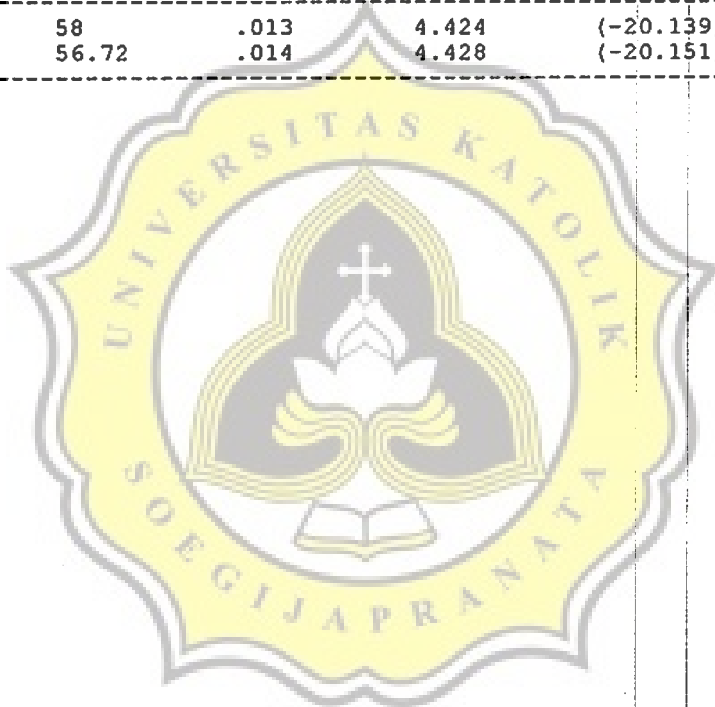 58 .013 4.424 (-20.139
56.72 .014 4.428 (-20.151
UNIVERSITAS KATOLIK
SOEGIJAPRANATA